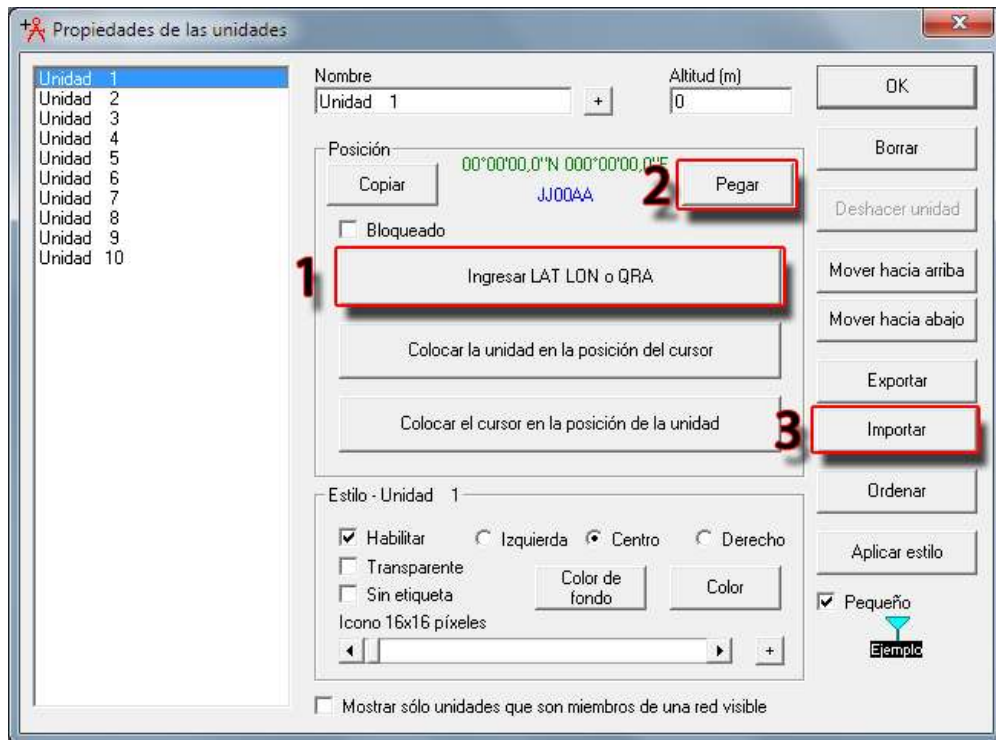 Propiedades de las unidades
Unidad 1
Unidad 2
Unidad 3
Unidad 4
Unidad 5
Unidad 6
Unidad 7
Unidad 8
Unidad 9
Unidad 10
Nombre
Altitud (m)
Unidad 1
+
0
Posición
Copiar
00°00'00,0"N 000°00'00,0"E
JJ00AA
2
Pegar
Bloqueado
1
Ingresar LAT LON o QRA
Colocar la unidad en la posición del cursor
Colocar el cursor en la posición de la unidad
Estilo - Unidad 1
Habilitar
Izquierda
Centro
Derecho
Transparente
Sin etiqueta
Color de
fondo
Color
Icono 16x16 píxeles
+
Mostrar sólo unidades que son miembros de una red visible
OK
Borrar
Deshacer unidad
Mover hacia arriba
Mover hacia abajo
Exportar
3
Importar
Ordenar
Aplicar estilo
Pequeño
Ejemplo